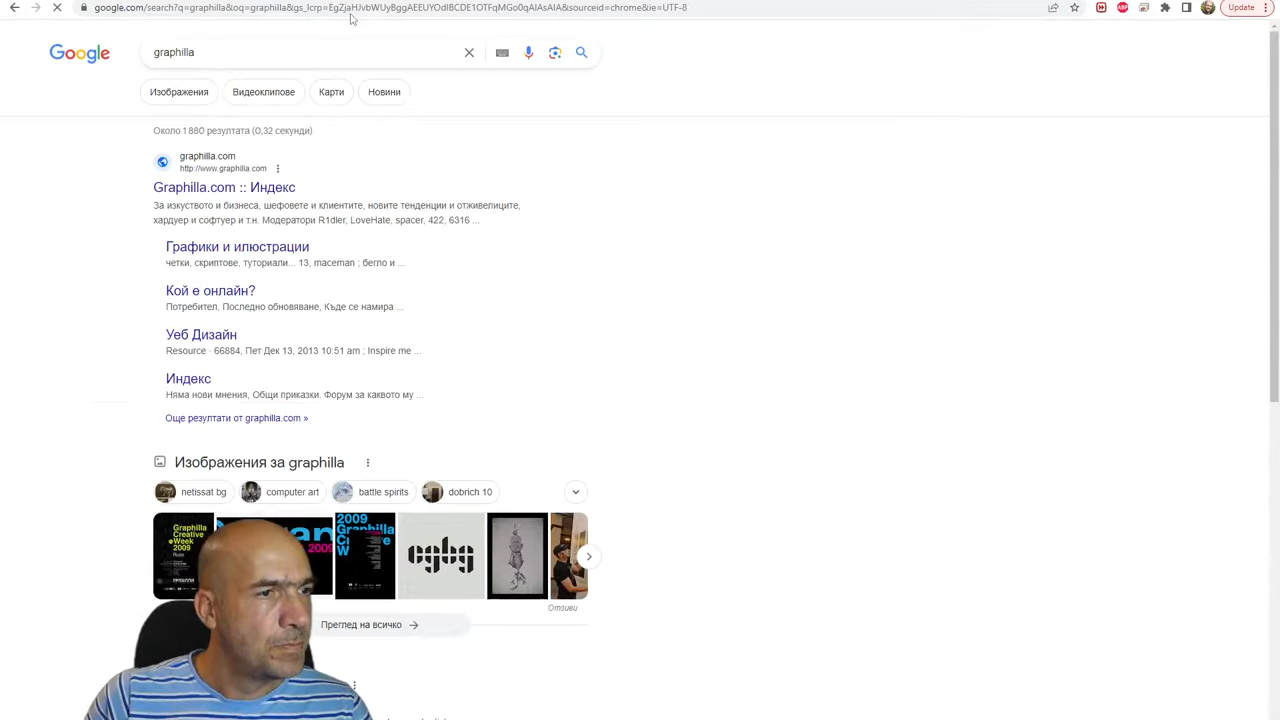 google.com/search?q=graphilla&oq=graphilla&gs_lcrp=EgZjaHJvbWUyBggAEEUYOdIBCDE1OTFqMGo0qAIAsAIA&sourceid=chrome&ie=UTF-8
Update
Google
graphilla
Изображения
Видеоклипове
Карти
Новини
Около 1 880 резултата (0,32 секунди)
graphilla.com
http://www.graphilla.com
Graphilla.com :: Индекс
За изкуството и бизнеса, шефовете и клиентите, новите тенденции и отживелиците,
хардуер и софтуер и т.н. Модератори R1dler, LoveHate, spacer, 422, 6316 ...
Графики и илюстрации
четки, скриптове, туториали... 13, maceman ; бегло и ...
Кой е онлайн?
Потребител, Последно обновяване, Къде се намира ...
Уеб Дизайн
Resource · 66884, Пет Дек 13, 2013 10:51 am ; Inspire me ...
Индекс
Няма нови мнения, Общи приказки. Форум за каквото му ...
Още резултати от graphilla.com »
Изображения за graphilla
netissat bg
computer art
battle spirits
dobrich 10
Graphilla
Creative
Week
2009
Ruse
2009
2009
Graphilla
W
cgbg
Отзиви
Преглед на всичко